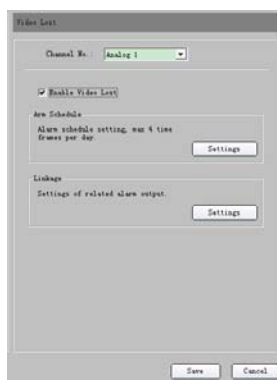 Video Lost
Channel No.: Analog 1
Enable Video Lost
Arm Schedule
Alarm schedule setting, max 4 time
frames per day.
Settings
Linkage
Settings of related alarm output.
Settings
Save Cancel